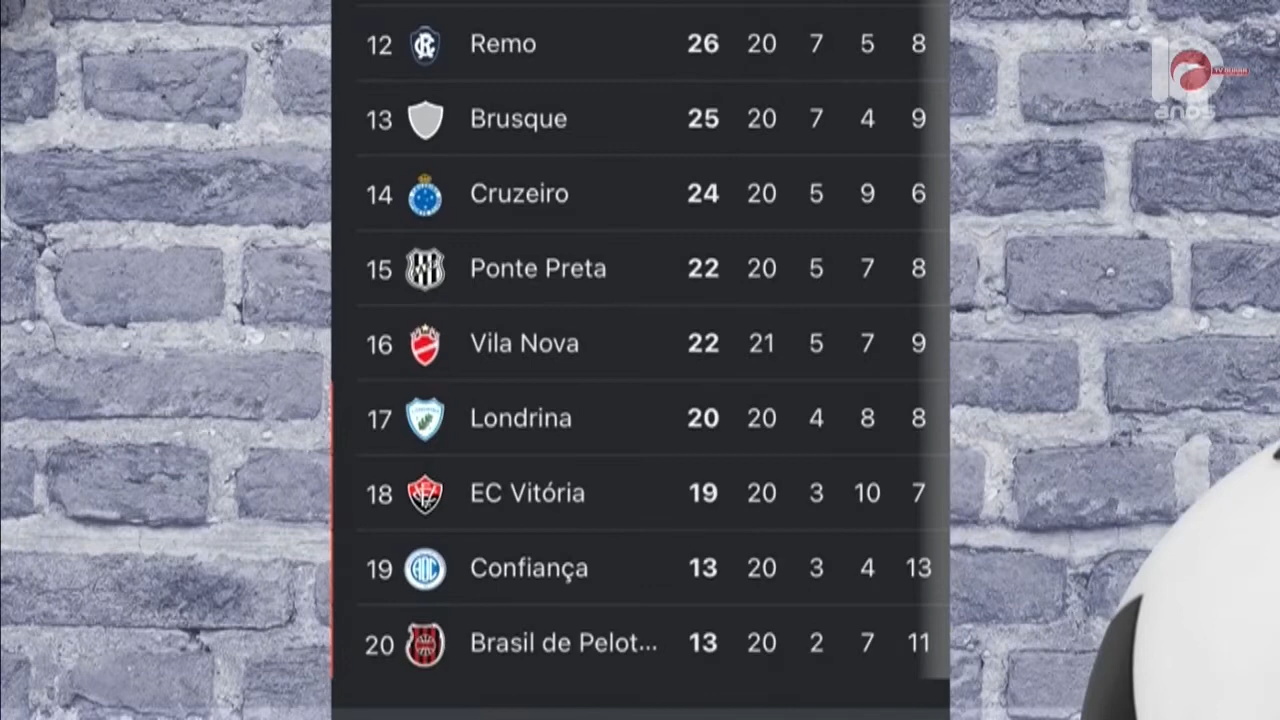 12 Remo 26 20 7 5 8
13 Brusque 25 20 7 4 9
14 Cruzeiro 24 20 5 9 6
15 Ponte Preta 22 20 5 7 8
16 Vila Nova 22 21 5 7 9
17 Londrina 20 20 4 8 8
18 EC Vitória 19 20 3 10 7
19 Confiança 13 20 3 4 13
20 Brasil de Pelot... 13 20 2 7 11
10
anos